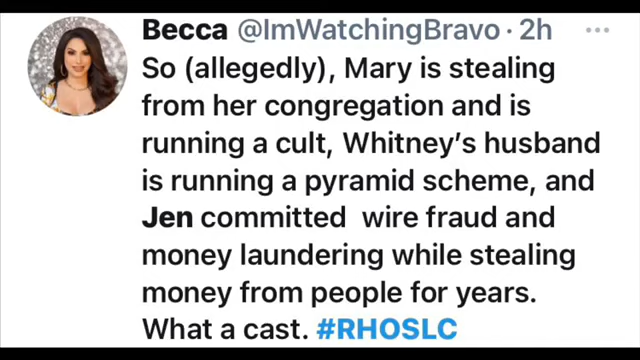 Becca @ImWatchingBravo · 2h
So (allegedly), Mary is stealing
from her congregation and is
running a cult, Whitney's husband
is running a pyramid scheme, and
Jen committed  wire fraud and
money laundering while stealing
money from people for years.
What a cast. #RHOSLC